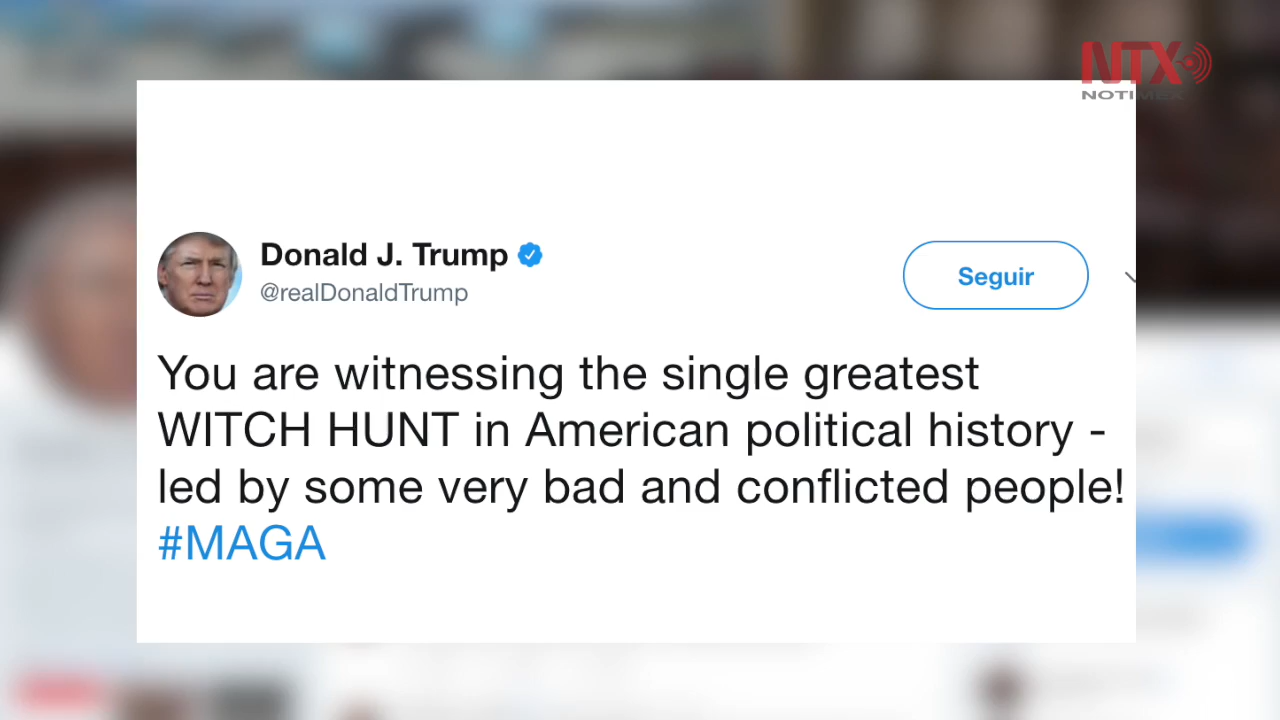 NTX
NOTIMEX
Donald J. Trump
@realDonaldTrump
Seguir
You are witnessing the single greatest
WITCH HUNT in American political history -
led by some very bad and conflicted people!
#MAGA